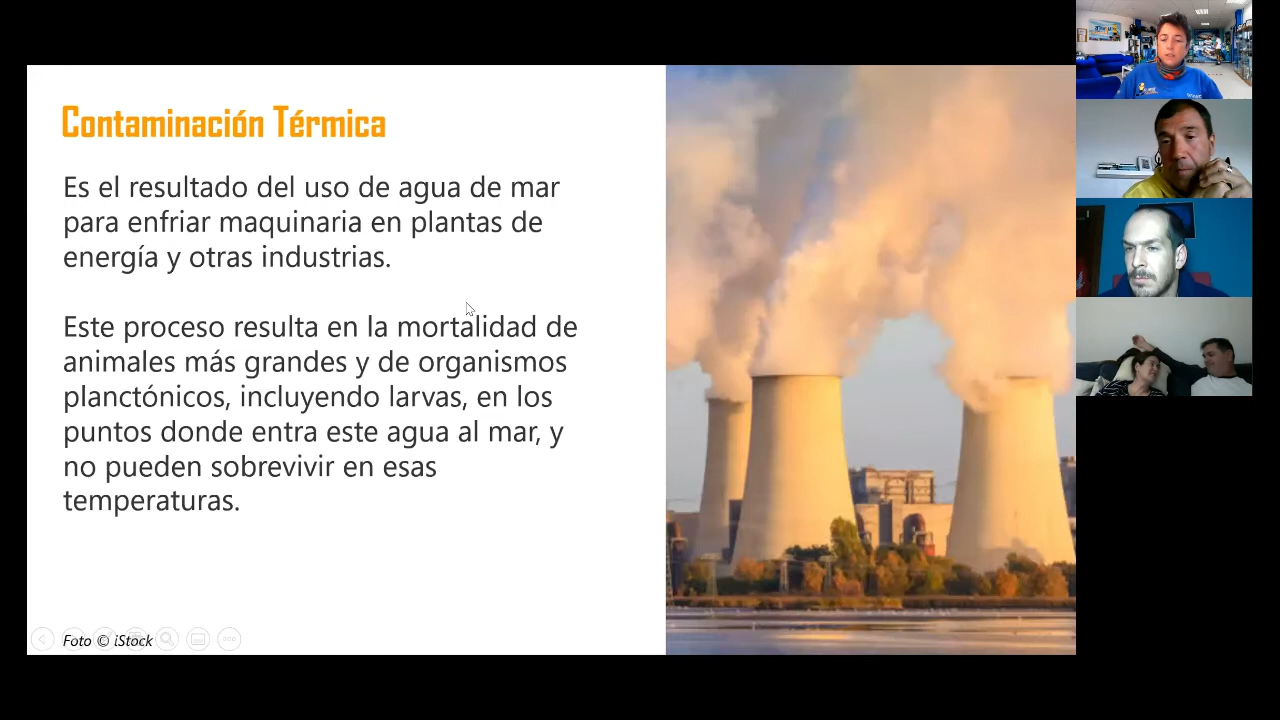 Contaminación Térmica
Es el resultado del uso de agua de mar
para enfriar maquinaria en plantas de
energía y otras industrias.
Este proceso resulta en la mortalidad de
animales más grandes y de organismos
planctónicos, incluyendo larvas, en los
puntos donde entra este agua al mar, y
no pueden sobrevivir en esas
temperaturas.
Foto © iStock